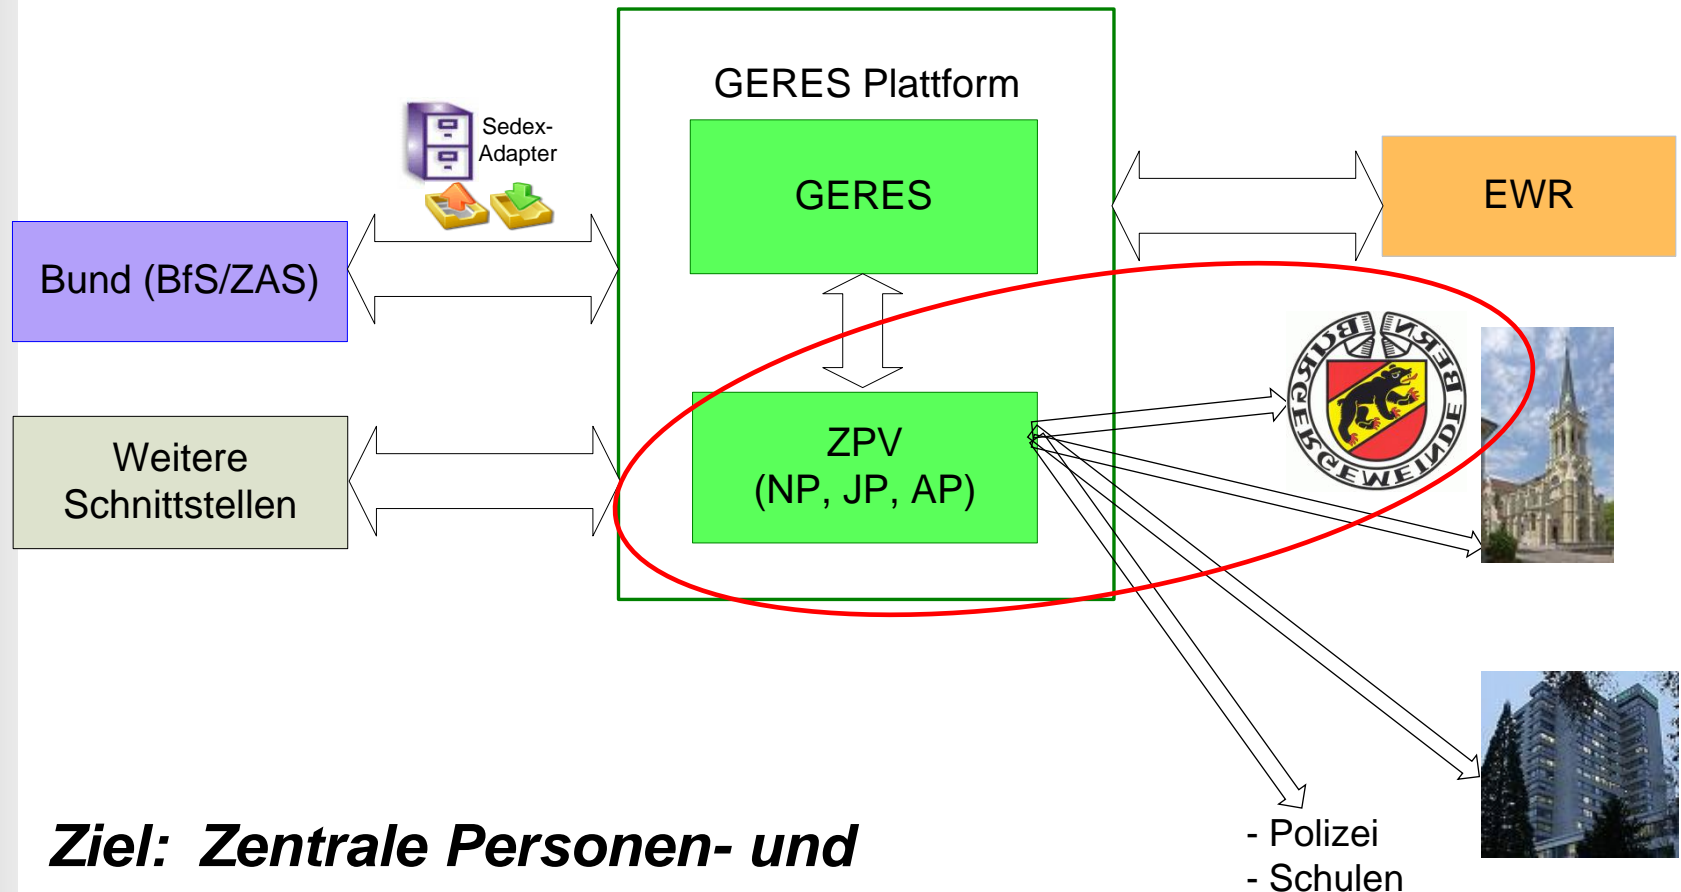 GERES Plattform
Sedex-
Adapter
GERES
EWR
Bund (BfS/ZAS)
BURGERGEMEINDE BERN
ZPV
(NP, JP, AP)
Weitere
Schnittstellen
Ziel: Zentrale Personen- und
- Polizei
- Schulen